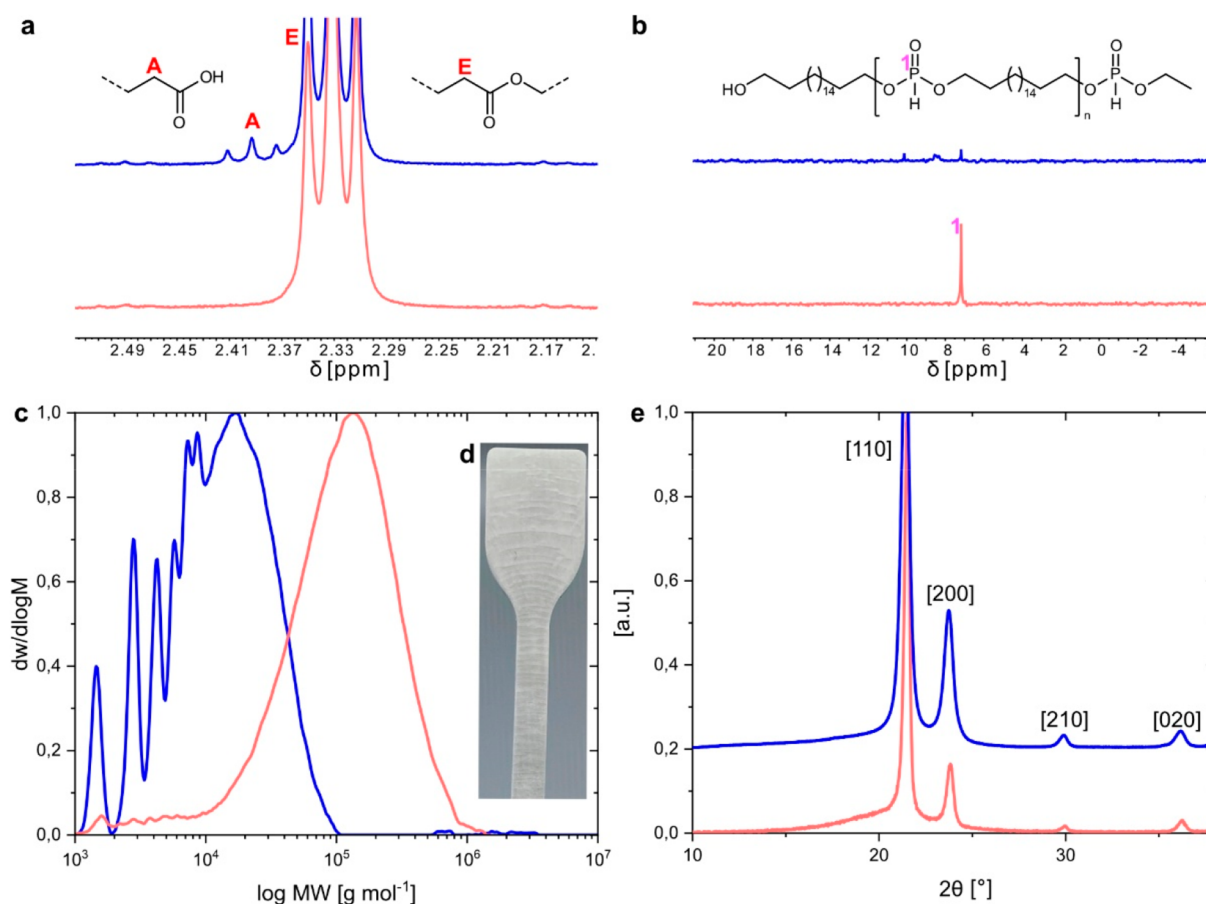 a
E
A
OH
O
E
O
O
A
2.49 2.45 2.41 2.37 2.33 2.29 2.25 2.21 2.17 2.
δ [ppm]
b
1
O
P
H
HO
14
O
O
14
n
O
O
P
H
O
1
20 18 16 14 12 10 8 6 4 2 0 -2 -4
δ [ppm]
c
dw/dlogM
1,0
0,8
0,6
0,4
0,2
0,0
10³ 10⁴ 10⁵ 10⁶ 10⁷
log MW [g mol⁻¹]
d
e
[a.u.]
1,0
0,8
0,6
0,4
0,2
0,0
[110]
[200]
[210]
[020]
10 20 30
2θ [°]